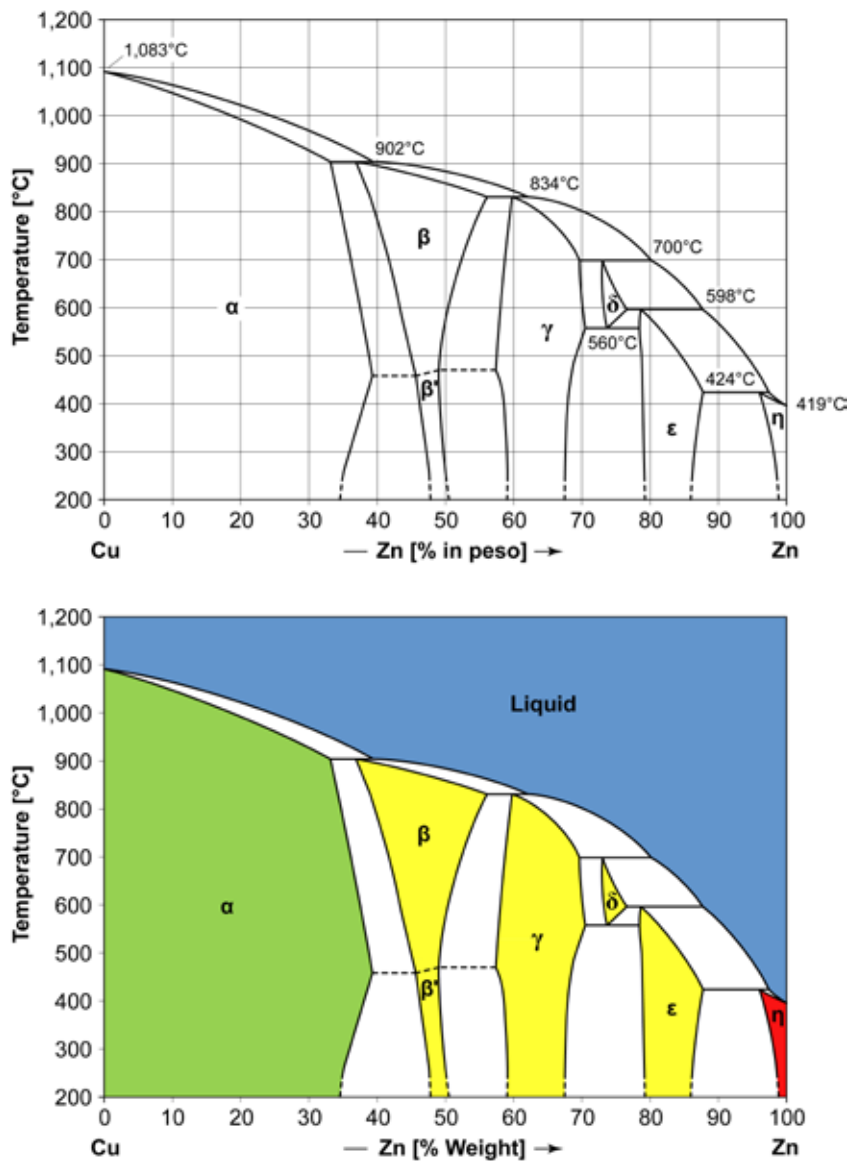 1,200
1,083°C
1,100
1,000
902°C
900
834°C
800
β
700°C
700
α
598°C
600
δ
γ
560°C
500
424°C
400
β'
419°C
η
ε
300
200
0 10 20 30 40 50 60 70 80 90 100
Cu
— Zn [% in peso] →
Zn
Temperature [°C]
1,200
1,100
Liquid
1,000
900
800
β
700
α
600
δ
γ
500
β'
400
η
ε
300
200
0 10 20 30 40 50 60 70 80 90 100
Cu
— Zn [% Weight] →
Zn
Temperature [°C]